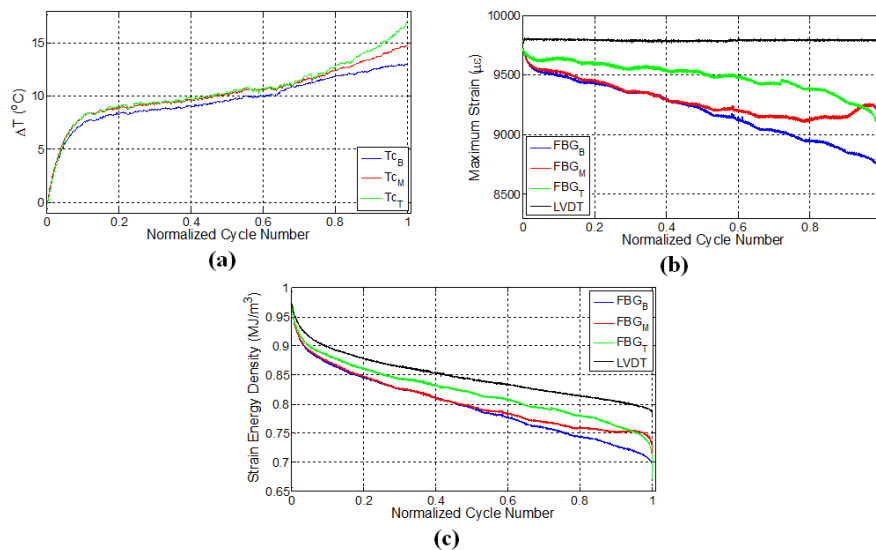 ΔT (°C)
15
10
5
0
0 0.2 0.4 0.6 0.8 1
Normalized Cycle Number
Tc_B
Tc_M
Tc_T
(a)
Maximum Strain (με)
10000
9500
9000
8500
0 0.2 0.4 0.6 0.8
Normalized Cycle Number
FBG_B
FBG_M
FBG_T
LVDT
(b)
Strain Energy Density (MJ/m³)
1
0.95
0.9
0.85
0.8
0.75
0.7
0.65
0 0.2 0.4 0.6 0.8 1
Normalized Cycle Number
FBG_B
FBG_M
FBG_T
LVDT
(c)